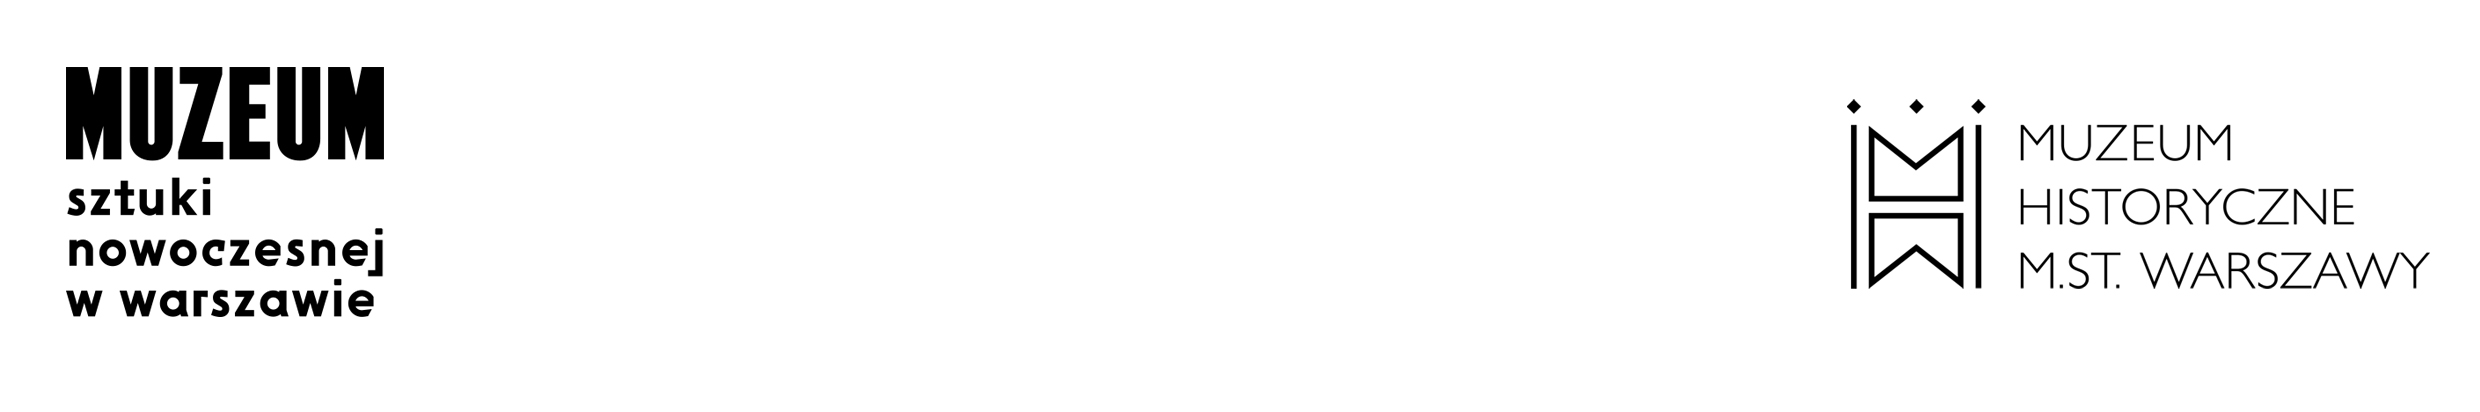 MUZEUM
sztuki
nowoczesnej
w warszawie
MUZEUM
HISTORYCZNE
M.ST. WARSZAWY